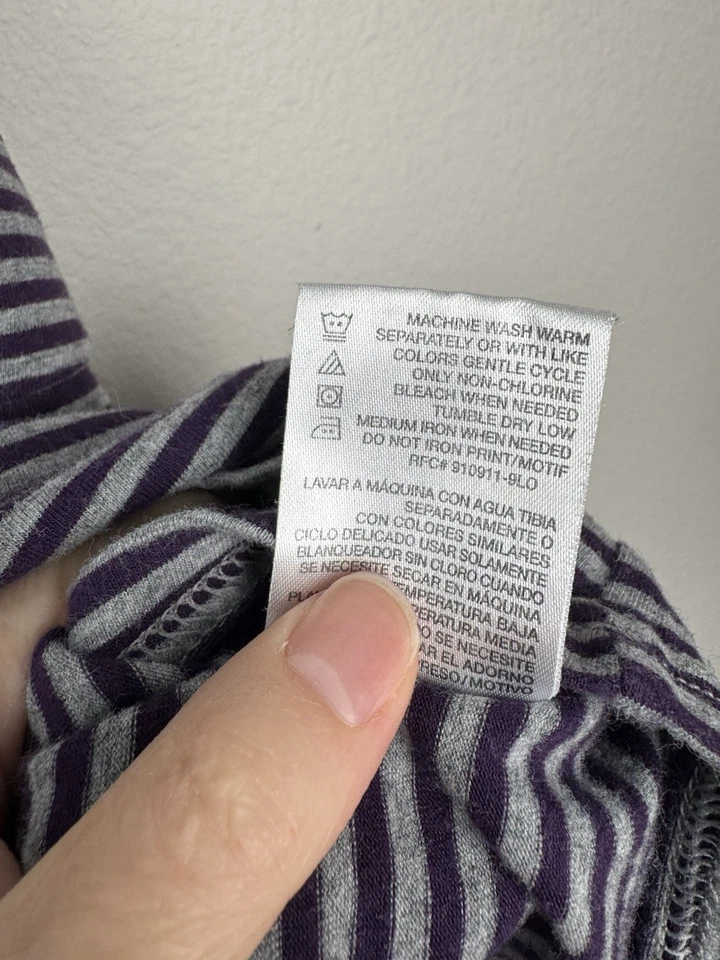 MACHINE WASH WARM
SEPARATELY OR WITH LIKE
COLORS GENTLE CYCLE
ONLY NON-CHLORINE
BLEACH WHEN NEEDED
TUMBLE DRY LOW
MEDIUM IRON WHEN NEEDED
DO NOT IRON PRINT/MOTIF
RFC# 910911-9LO
LAVAR A MÁQUINA CON AGUA TIBIA
SEPARADAMENTE O
CON COLORES SIMILARES
CICLO DELICADO USAR SOLAMENTE
BLANQUEADOR SIN CLORO CUANDO
SE NECESITE SECAR EN MÁQUINA
TEMPERATURA BAJA
MEDIA
SE NECESITE
EL ADORNO
/MOTIVO